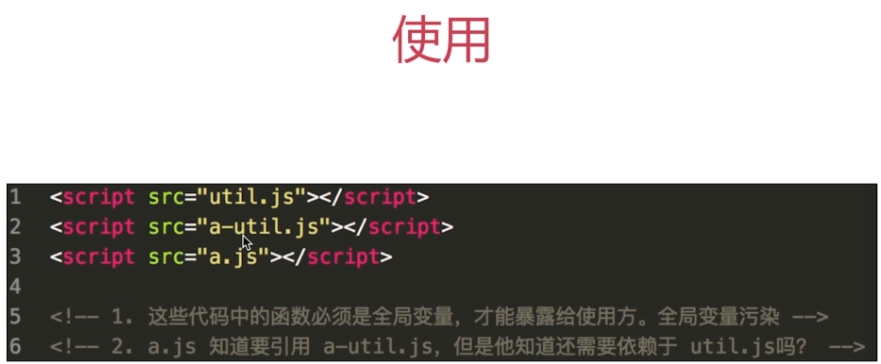 使用
1 <script src="util.js"></script>
2 <script src="a-util.js"></script>
3 <script src="a.js"></script>
4
5 <!-- 1. 这些代码中的函数必须是全局变量，才能暴露给使用方。全局变量污染 -->
6 <!-- 2. a.js 知道要引用 a-util.js，但是他知道还需要依赖于 util.js吗？ -->